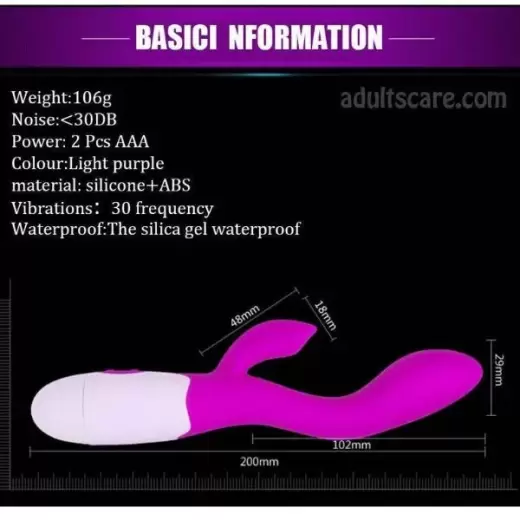 BASICI NFORMATION
adultscare.com
Weight:106g
Noise:<30DB
Power: 2 Pcs AAA
Colour:Light purple
material: silicone+ABS
Vibrations：30 frequency
Waterproof:The silica gel waterproof
48mm
18mm
29mm
102mm
200mm